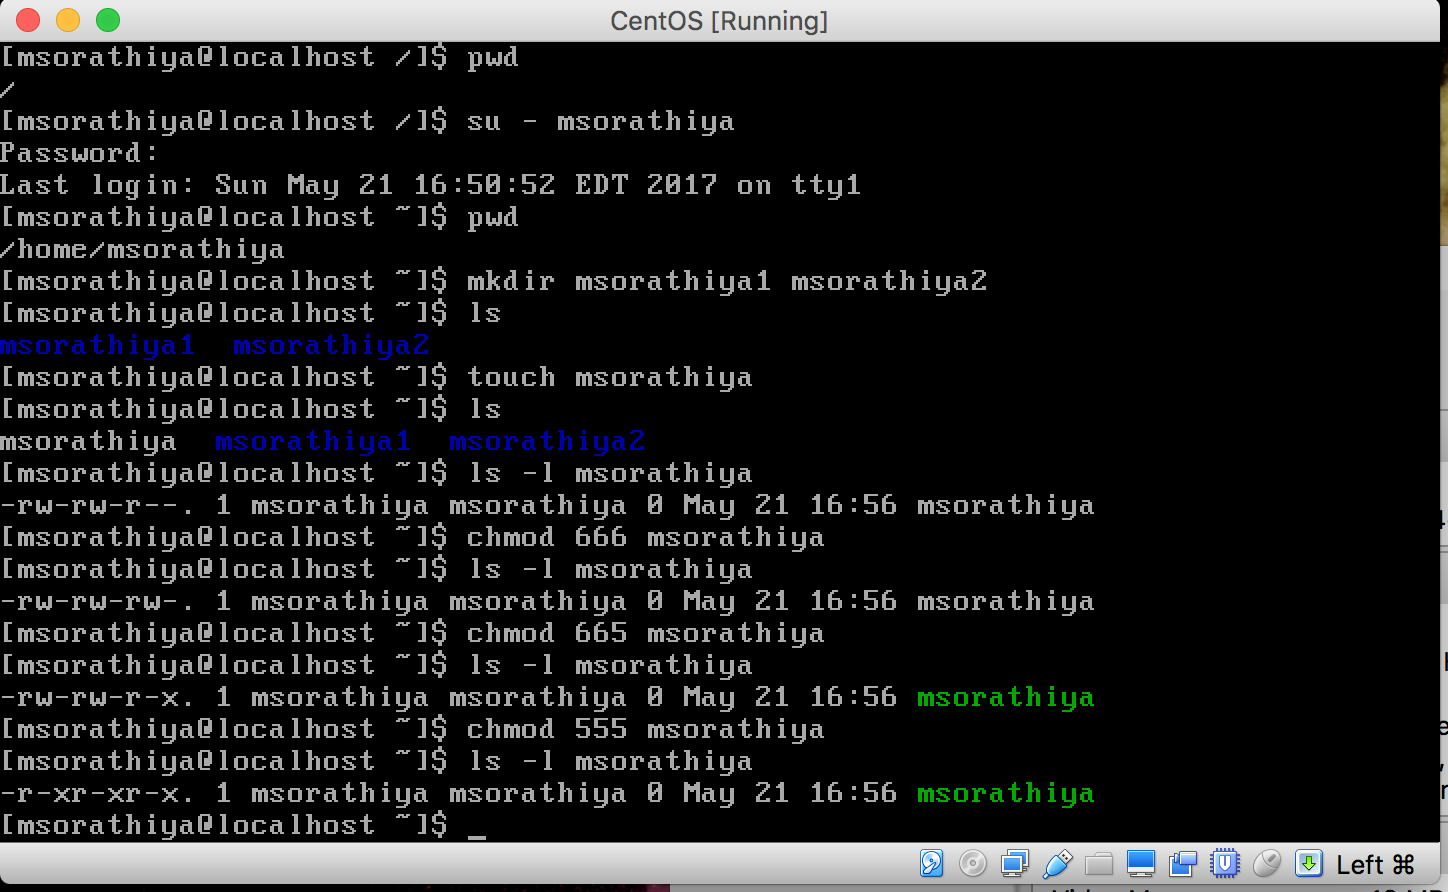 CentOS [Running]
[msorathiya@localhost /]$ pwd
/
[msorathiya@localhost /]$ su - msorathiya
Password:
Last login: Sun May 21 16:50:52 EDT 2017 on tty1
[msorathiya@localhost ~]$ pwd
/home/msorathiya
[msorathiya@localhost ~]$ mkdir msorathiya1 msorathiya2
[msorathiya@localhost ~]$ ls
msorathiya1  msorathiya2
[msorathiya@localhost ~]$ touch msorathiya
[msorathiya@localhost ~]$ ls
msorathiya  msorathiya1  msorathiya2
[msorathiya@localhost ~]$ ls -l msorathiya
-rw-rw-r--. 1 msorathiya msorathiya 0 May 21 16:56 msorathiya
[msorathiya@localhost ~]$ chmod 666 msorathiya
[msorathiya@localhost ~]$ ls -l msorathiya
-rw-rw-rw-. 1 msorathiya msorathiya 0 May 21 16:56 msorathiya
[msorathiya@localhost ~]$ chmod 665 msorathiya
[msorathiya@localhost ~]$ ls -l msorathiya
-rw-rw-r-x. 1 msorathiya msorathiya 0 May 21 16:56 msorathiya
[msorathiya@localhost ~]$ chmod 555 msorathiya
[msorathiya@localhost ~]$ ls -l msorathiya
-r-xr-xr-x. 1 msorathiya msorathiya 0 May 21 16:56 msorathiya
[msorathiya@localhost ~]$ _
Left ⌘